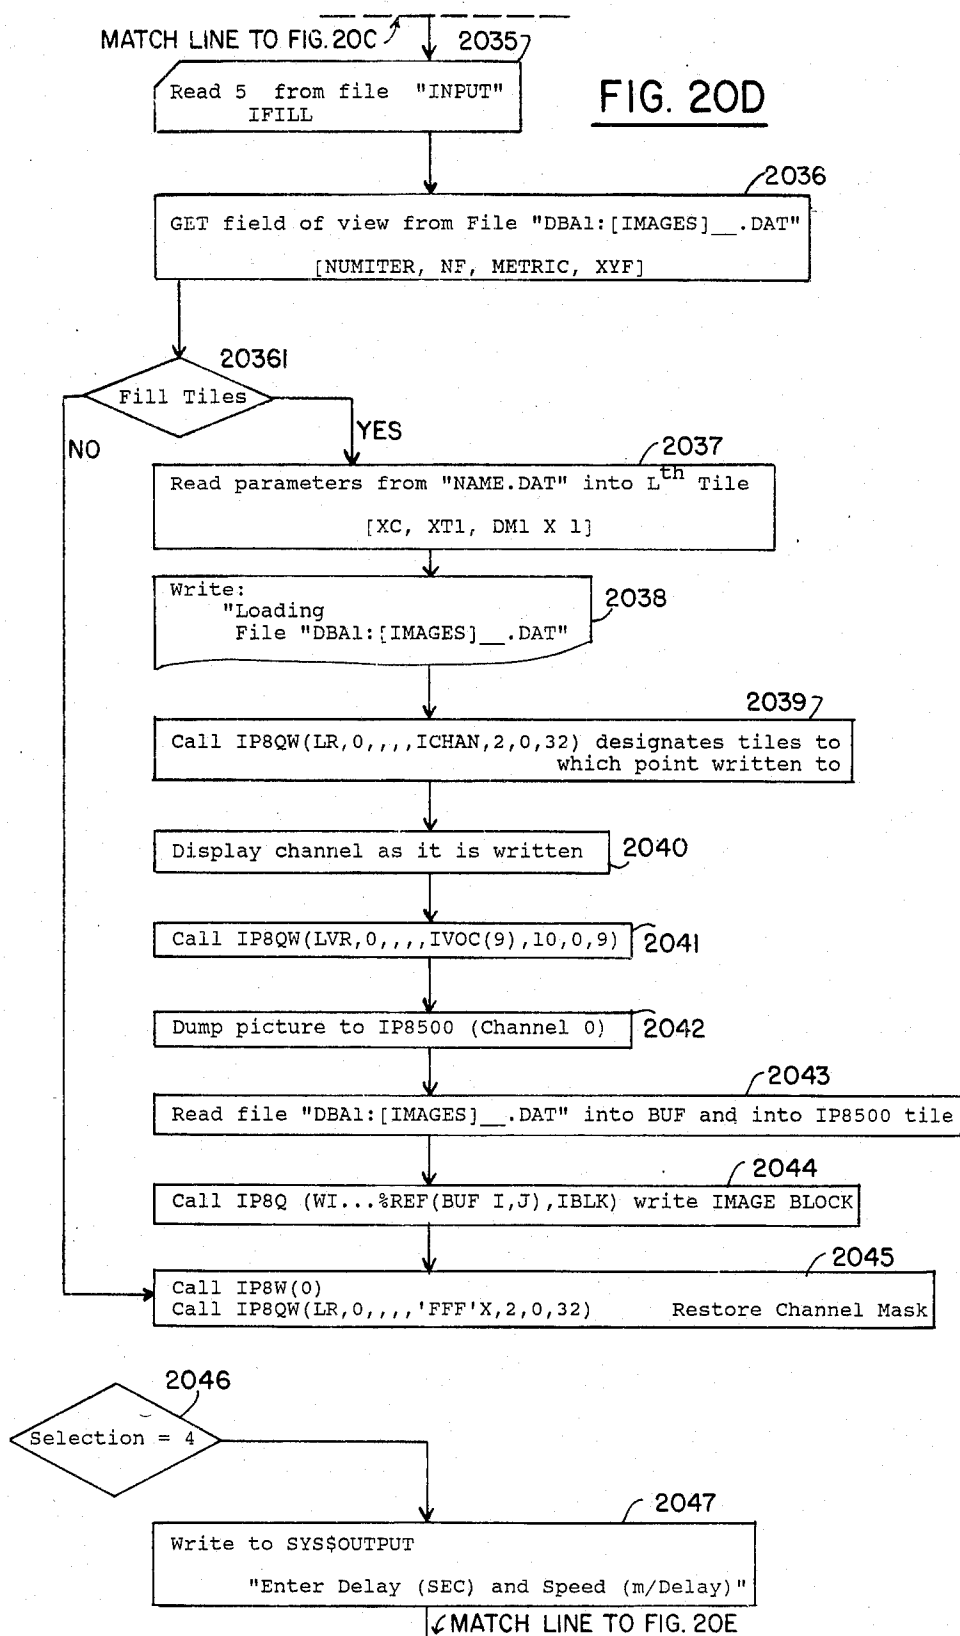 MATCH LINE TO FIG. 20C
2035
Read 5 from file "INPUT"
IFILL
FIG. 20D
2036
GET field of view from File "DBA1:[IMAGES]__.DAT"
[NUMITER, NF, METRIC, XYF]
20361
Fill Tiles
NO
YES
2037
Read parameters from "NAME.DAT" into Lth Tile
[XC, XT1, DM1 X 1]
Write:
"Loading
File "DBA1:[IMAGES]__.DAT"
2038
2039
Call IP8QW(LR,0,,,,ICHAN,2,0,32) designates tiles to
which point written to
Display channel as it is written
2040
Call IP8QW(LVR,0,,,,IVOC(9),10,0,9)
2041
Dump picture to IP8500 (Channel 0)
2042
2043
Read file "DBA1:[IMAGES]__.DAT" into BUF and into IP8500 tile
2044
Call IP8Q (WI...%REF(BUF I,J),IBLK) write IMAGE BLOCK
2045
Call IP8W(0)
Call IP8QW(LR,0,,,,'FFF'X,2,0,32) Restore Channel Mask
2046
Selection = 4
2047
Write to SYS$OUTPUT
"Enter Delay (SEC) and Speed (m/Delay)"
MATCH LINE TO FIG. 20E